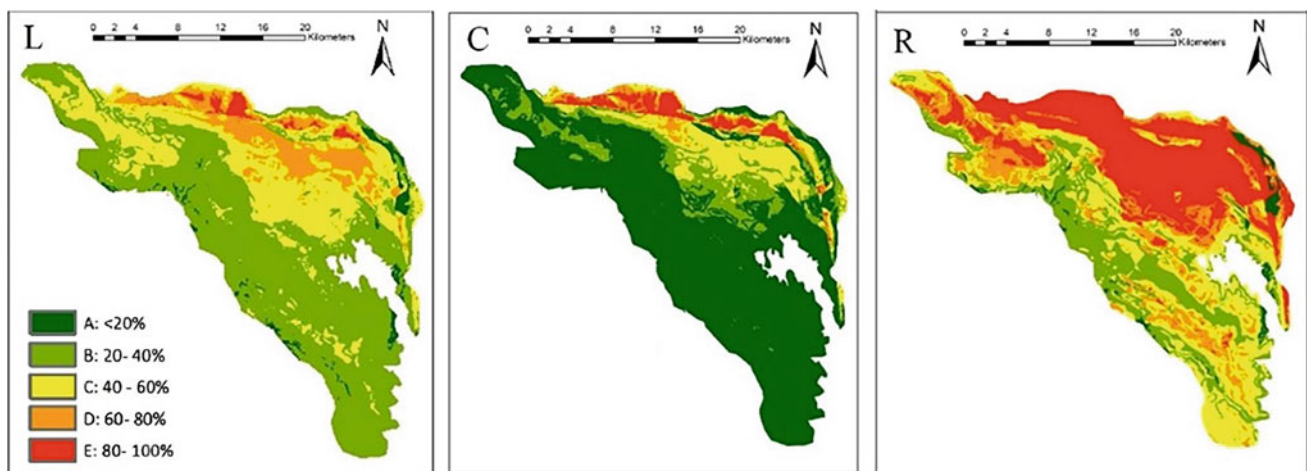 L
0 2 4 8 12 16 20
Kilometers
N
A: <20%
B: 20- 40%
C: 40 - 60%
D: 60- 80%
E: 80- 100%
C
0 2 4 8 12 16 20
Kilometers
N
R
0 2 4 8 12 16 20
Kilometers
N